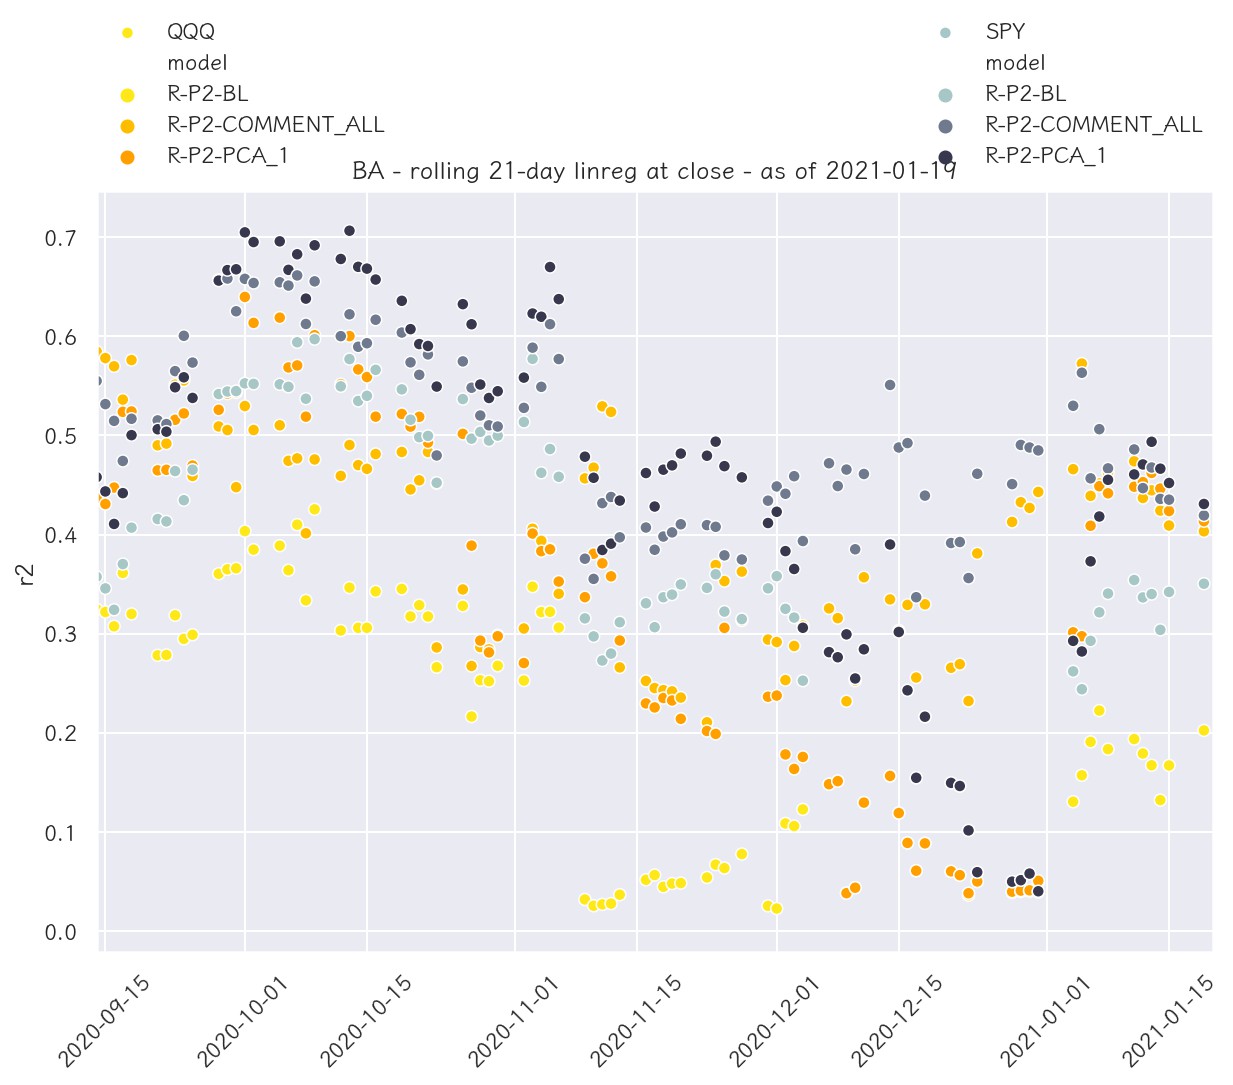 QQQ
model
R-P2-BL
R-P2-COMMENT_ALL
R-P2-PCA_1
SPY
model
R-P2-BL
R-P2-COMMENT_ALL
R-P2-PCA_1
BA - rolling 21-day linreg at close - as of 2021-01-19
r2
0.7
0.6
0.5
0.4
0.3
0.2
0.1
0.0
2020-09-15
2020-10-01
2020-10-15
2020-11-01
2020-11-15
2020-12-01
2020-12-15
2021-01-01
2021-01-15